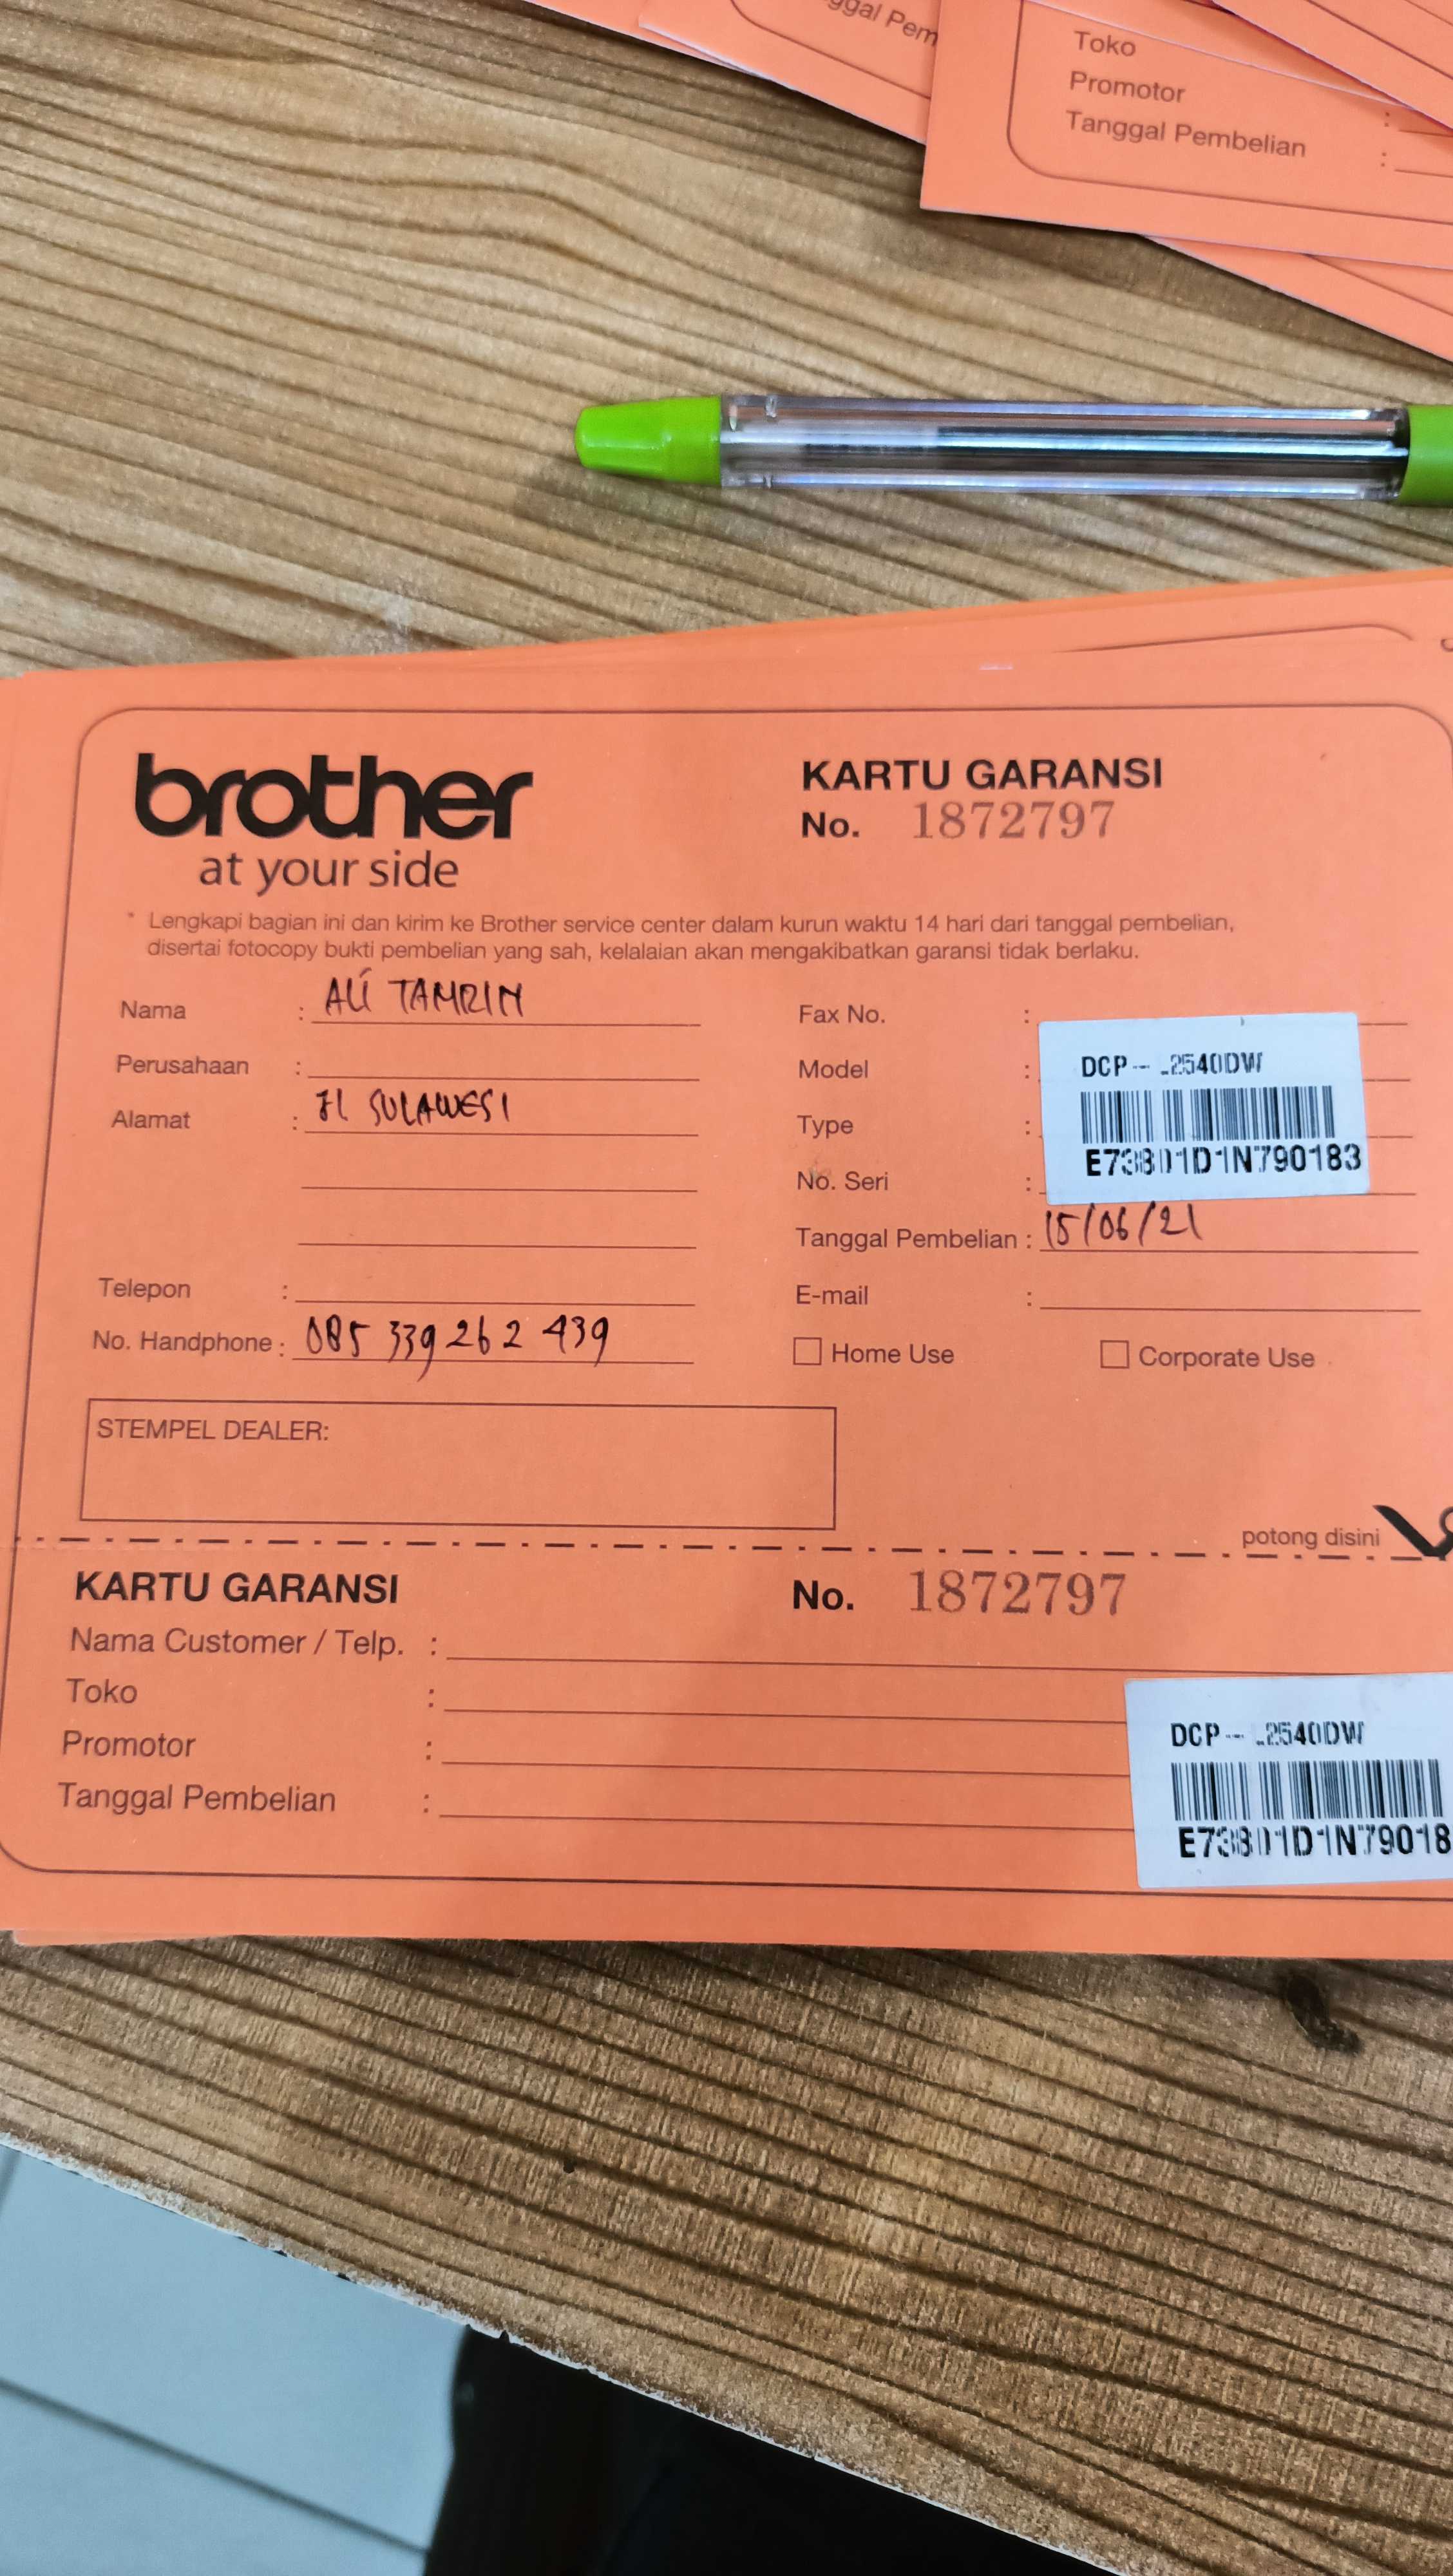 ggal Pem
Toko
Promotor :
Tanggal Pembelian :
brother
at your side
KARTU GARANSI
No. 1872797
* Lengkapi bagian ini dan kirim ke Brother service center dalam kurun waktu 14 hari dari tanggal pembelian,
disertai fotocopy bukti pembelian yang sah, kelalaian akan mengakibatkan garansi tidak berlaku.
Nama : ALI TAMRIN
Perusahaan :
Alamat : JL SULAWESI
Telepon :
No. Handphone : 085 339 262 439
Fax No. :
Model : DCP-L2540DW
Type :
No. Seri : E73801D1N790183
Tanggal Pembelian : 15/06/21
E-mail :
Home Use Corporate Use
STEMPEL DEALER:
potong disini
KARTU GARANSI No. 1872797
Nama Customer / Telp. :
Toko :
Promotor :
Tanggal Pembelian :
DCP-L2540DW
E73801D1N79018